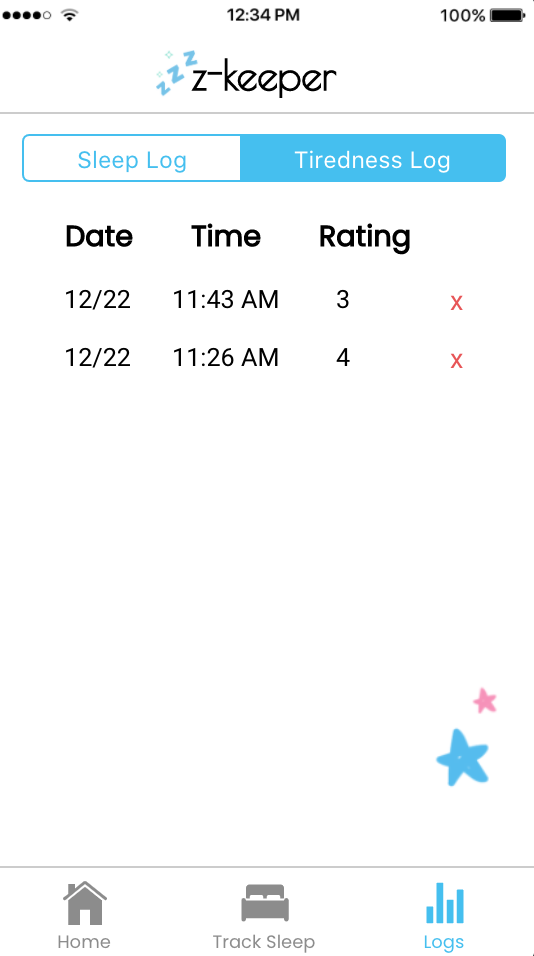 12:34 PM 100%
z z z z-keeper
Sleep Log Tiredness Log
Date Time Rating
12/22 11:43 AM 3 x
12/22 11:26 AM 4 x
Home Track Sleep Logs